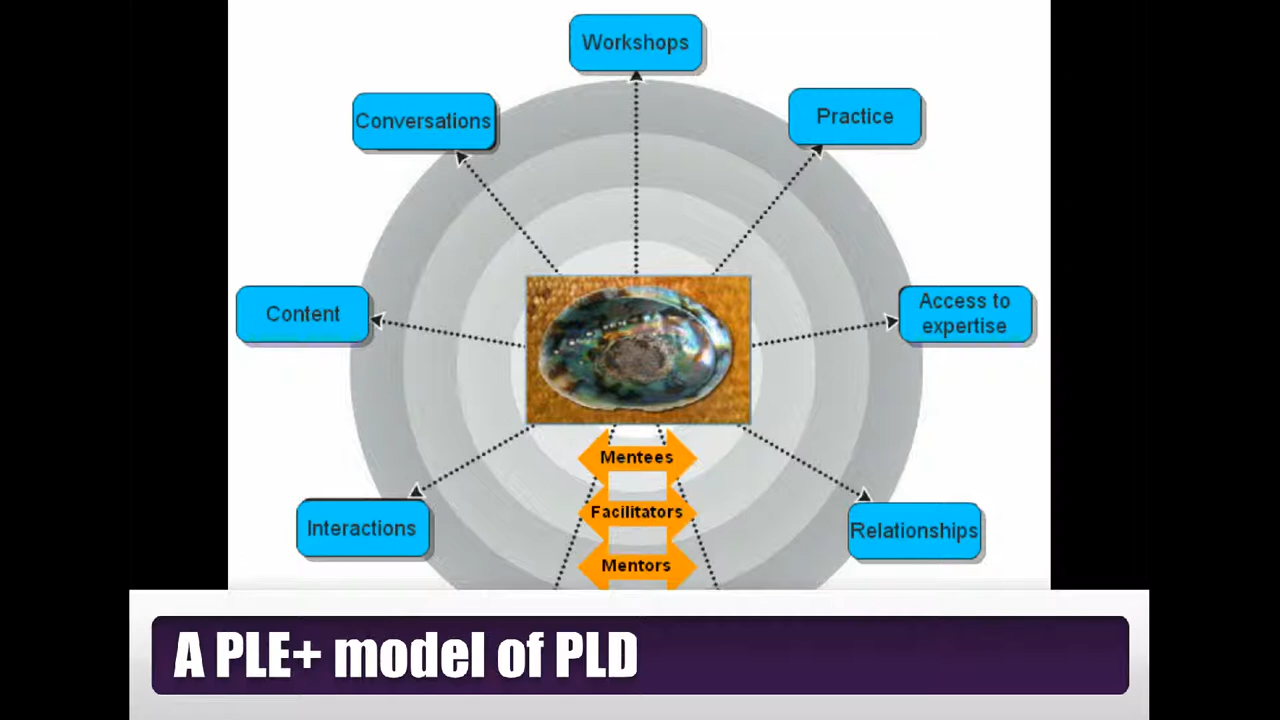 Workshops
Conversations
Practice
Content
Access to
expertise
Mentees
Facilitators
Interactions
Relationships
Mentors
A PLE+ model of PLD